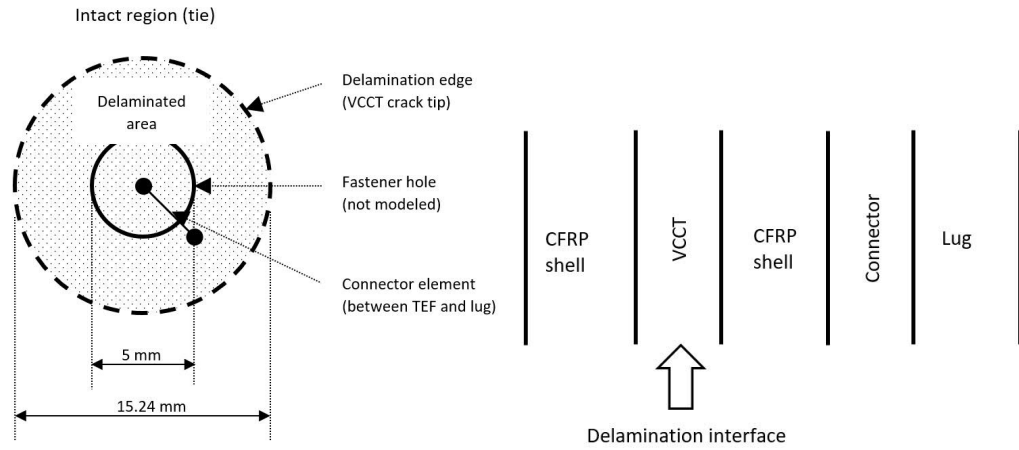 Intact region (tie)
Delaminated
area
Delamination edge
(VCCT crack tip)
Fastener hole
(not modeled)
Connector element
(between TEF and lug)
5 mm
15.24 mm
CFRP
shell
VCCT
CFRP
shell
Connector
Lug
Delamination interface